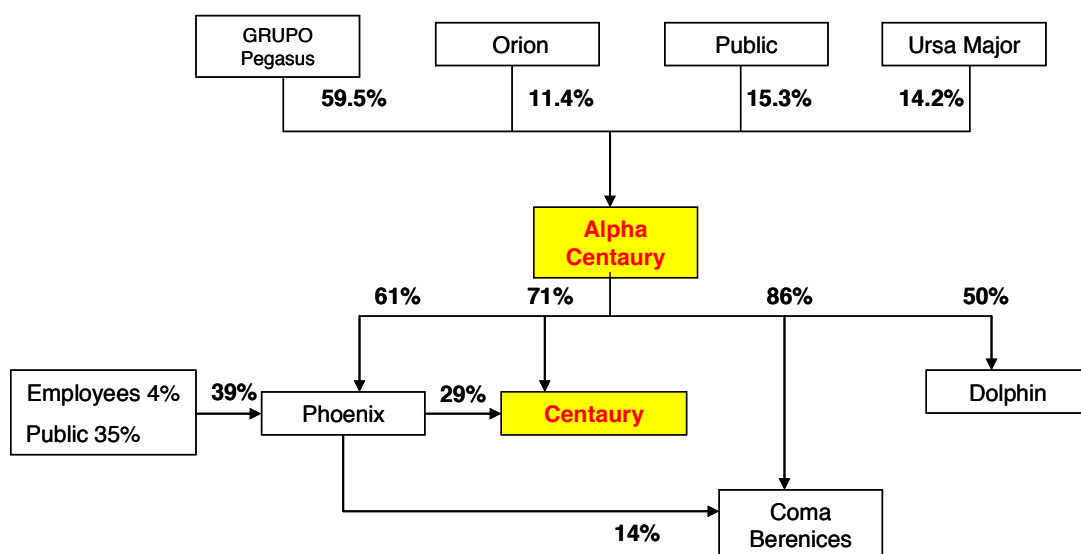 GRUPO
Pegasus
Orion
Public
Ursa Major
59.5%
11.4%
15.3%
14.2%
Alpha
Centaury
61%
71%
86%
50%
Employees 4%
Public 35%
39%
Phoenix
29%
Centaury
Dolphin
14%
Coma
Berenices